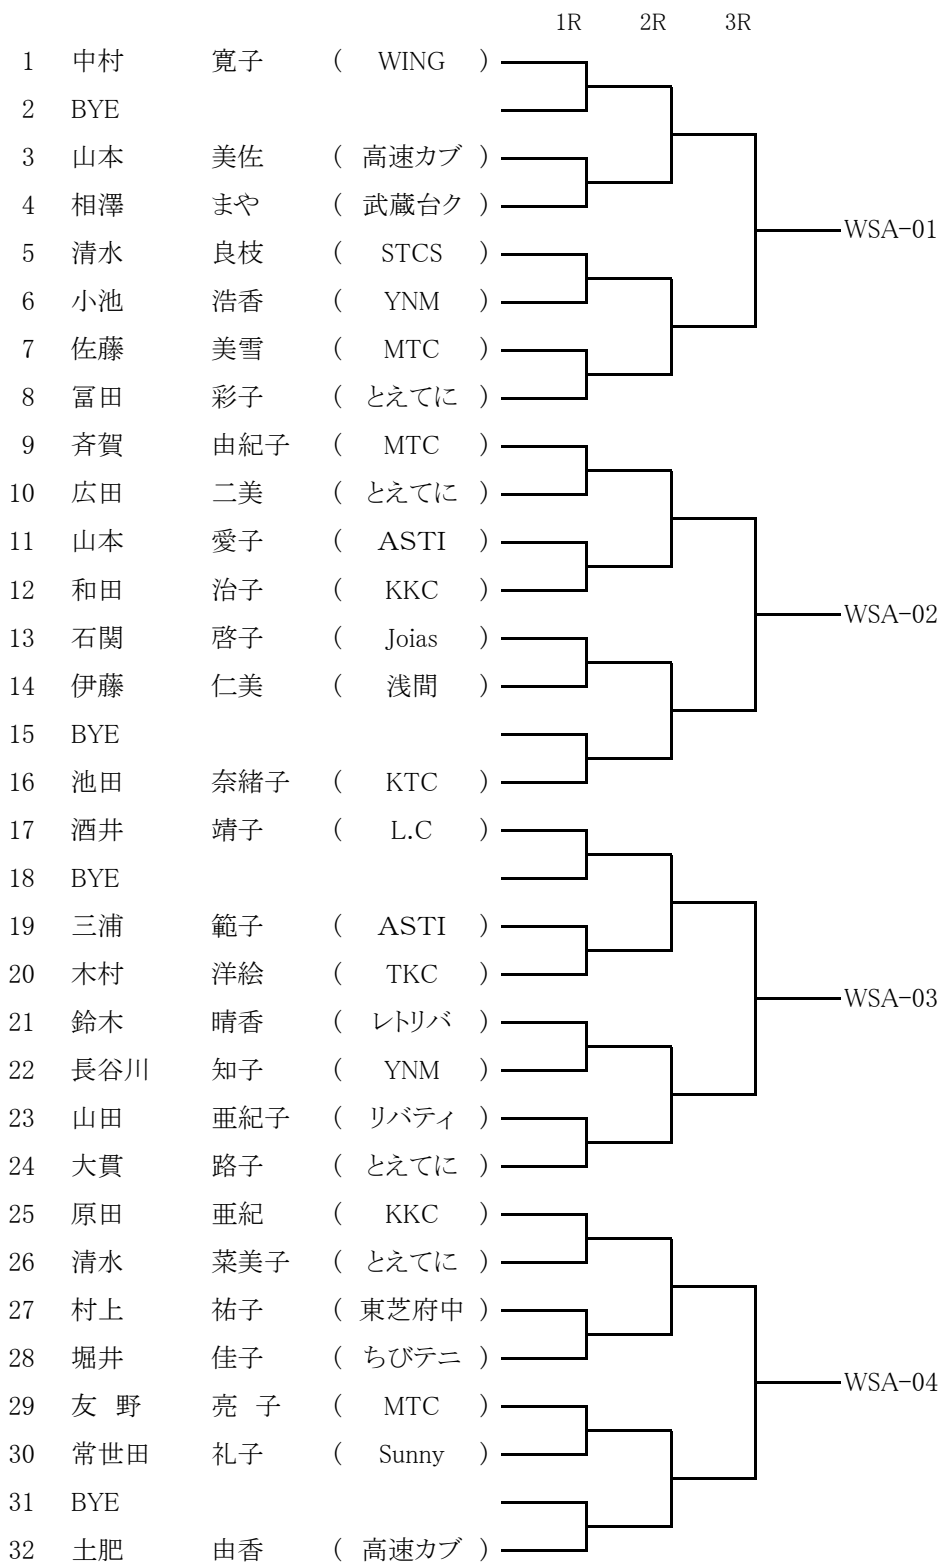 1R 2R 3R
1 中村 寛子 ( WING )
2 BYE
3 山本 美佐 ( 高速カブ )
4 相澤 まや ( 武蔵台ク )
WSA-01
5 清水 良枝 ( STCS )
6 小池 浩香 ( YNM )
7 佐藤 美雪 ( MTC )
8 冨田 彩子 ( とえてに )
9 斉賀 由紀子 ( MTC )
10 広田 二美 ( とえてに )
11 山本 愛子 ( ASTI )
12 和田 治子 ( KKC )
WSA-02
13 石関 啓子 ( Joias )
14 伊藤 仁美 ( 浅間 )
15 BYE
16 池田 奈緒子 ( KTC )
17 酒井 靖子 ( L.C )
18 BYE
19 三浦 範子 ( ASTI )
20 木村 洋絵 ( TKC )
WSA-03
21 鈴木 晴香 ( レトリバ )
22 長谷川 知子 ( YNM )
23 山田 亜紀子 ( リバティ )
24 大貫 路子 ( とえてに )
25 原田 亜紀 ( KKC )
26 清水 菜美子 ( とえてに )
27 村上 祐子 ( 東芝府中 )
28 堀井 佳子 ( ちびテニ )
WSA-04
29 友 野 亮 子 ( MTC )
30 常世田 礼子 ( Sunny )
31 BYE
32 土肥 由香 ( 高速カブ )